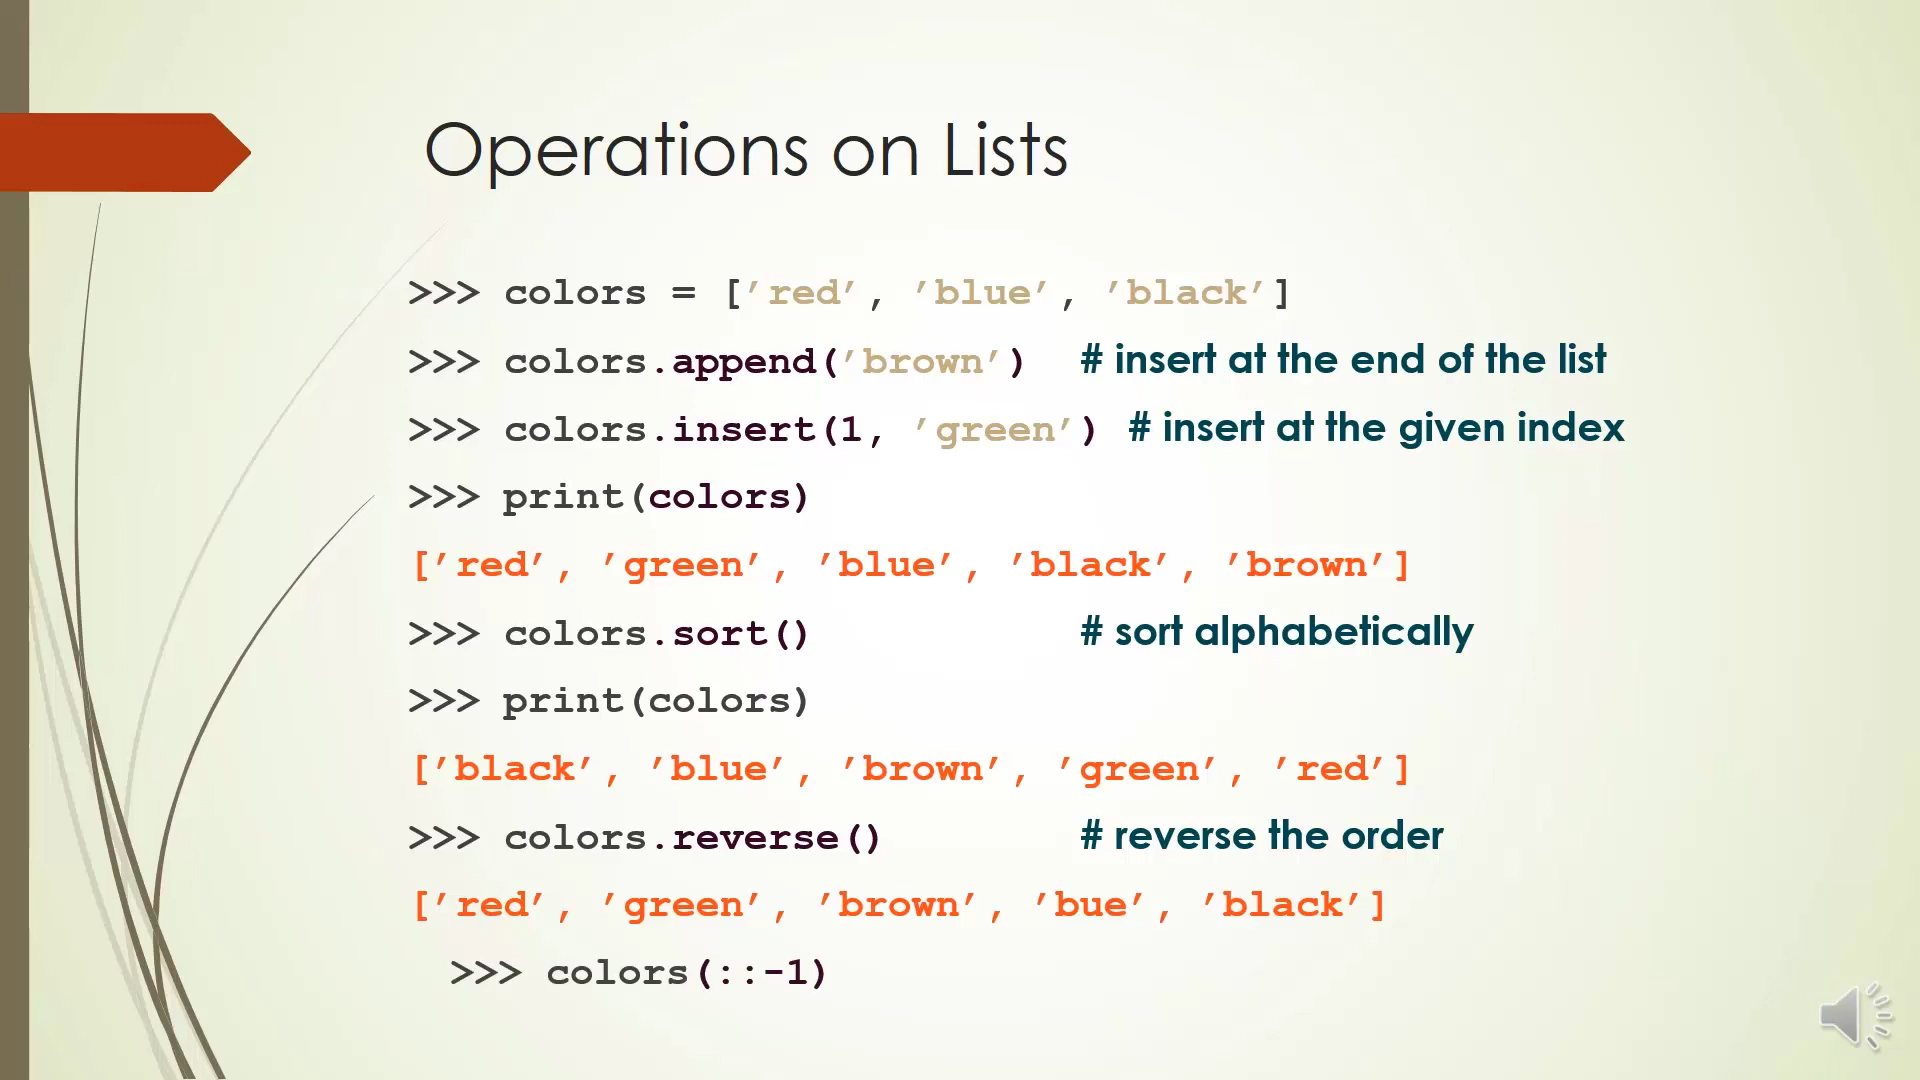 Operations on Lists
>>> colors = [’red’, ’blue’, ’black’]
>>> colors.append(’brown’) # insert at the end of the list
>>> colors.insert(1, ’green’) # insert at the given index
>>> print(colors)
[’red’, ’green’, ’blue’, ’black’, ’brown’]
>>> colors.sort() # sort alphabetically
>>> print(colors)
[’black’, ’blue’, ’brown’, ’green’, ’red’]
>>> colors.reverse() # reverse the order
[’red’, ’green’, ’brown’, ’bue’, ’black’]
>>> colors(::-1)